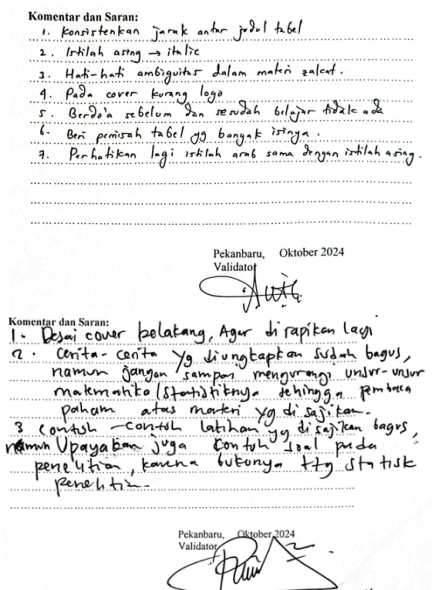 Komentar dan Saran:
1. Konsistenkan jarak antar judul tabel
2. Istilah asing → italic
3. Hati-hati ambiguitas dalam materi zakat.
4. Pada cover kurang logo
5. Berdo'a sebelum dan sesudah belajar tidak ada
6. Beri pemisah tabel yg banyak isinya.
7. Perhatikan lagi istilah arab sama dengan istilah asing.
Pekanbaru, Oktober 2024
Validator
Komentar dan Saran:
1. Desai cover belakang, Agar dirapikan lagi
2. Cerita-cerita yg diungkapkan sudah bagus,
namun jangan sampai mengurangi unsur-unsur
matematika/statistiknya sehingga pembaca
paham atas materi yg disajikan.
3 contoh-contoh latihan yg disajikan bagus,
namun Upayakan juga contoh soal pada
penelitian, karena bukunya ttg statisk
penelitin.
Pekanbaru, Oktober 2024
Validator